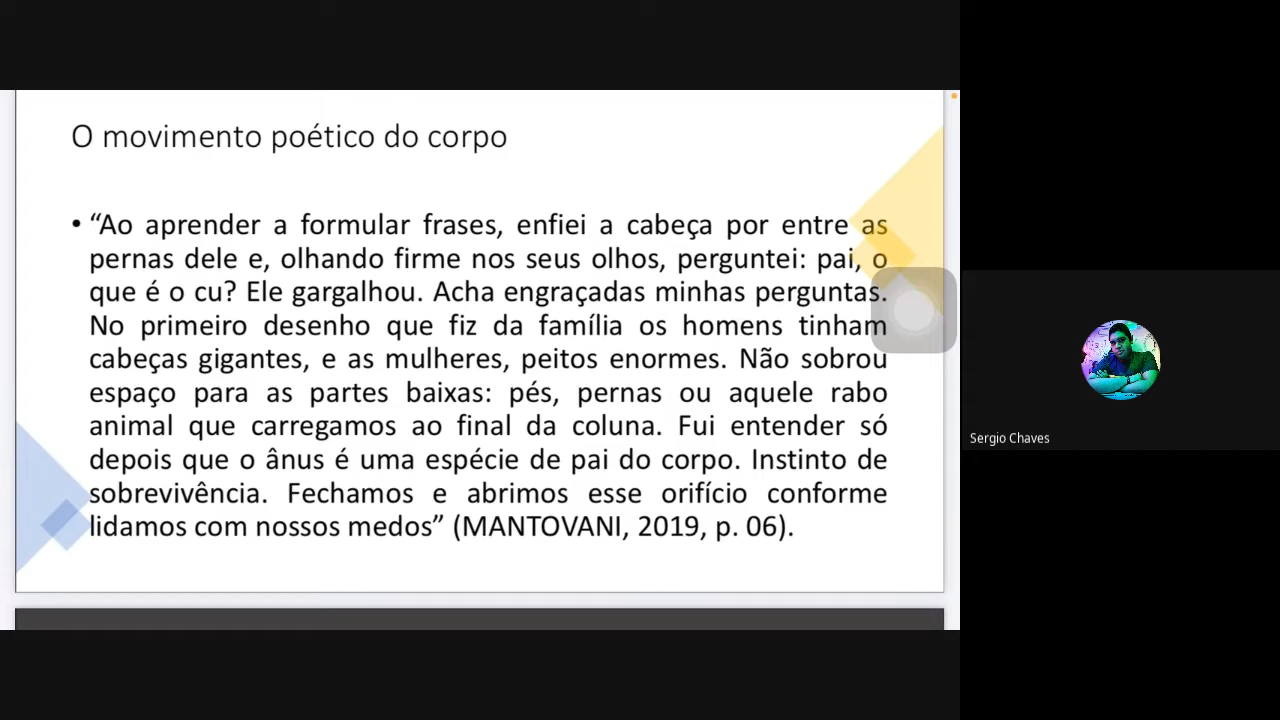 O movimento poético do corpo
• “Ao aprender a formular frases, enfiei a cabeça por entre as
pernas dele e, olhando firme nos seus olhos, perguntei: pai, o
que é o cu? Ele gargalhou. Acha engraçadas minhas perguntas.
No primeiro desenho que fiz da família os homens tinham
cabeças gigantes, e as mulheres, peitos enormes. Não sobrou
espaço para as partes baixas: pés, pernas ou aquele rabo
animal que carregamos ao final da coluna. Fui entender só
depois que o ânus é uma espécie de pai do corpo. Instinto de
sobrevivência. Fechamos e abrimos esse orifício conforme
lidamos com nossos medos” (MANTOVANI, 2019, p. 06).
Sergio Chaves